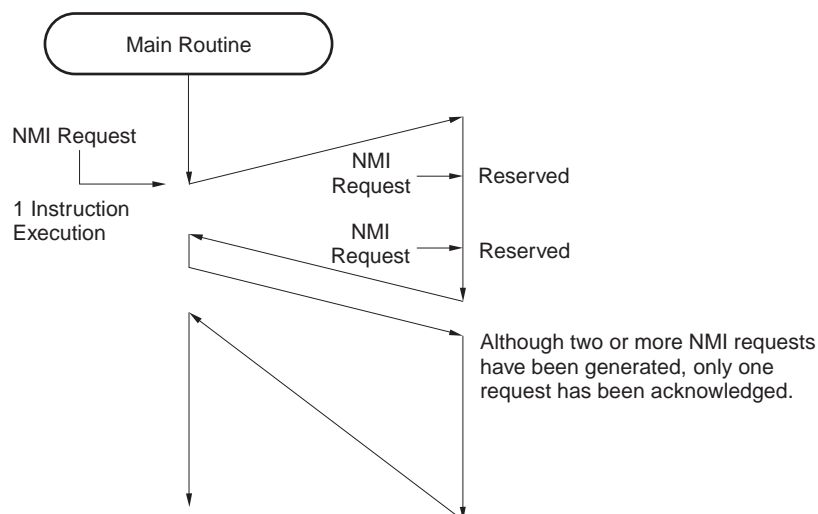 Main Routine
NMI Request
1 Instruction
Execution
NMI
Request
Reserved
NMI
Request
Reserved
Although two or more NMI requests
have been generated, only one
request has been acknowledged.